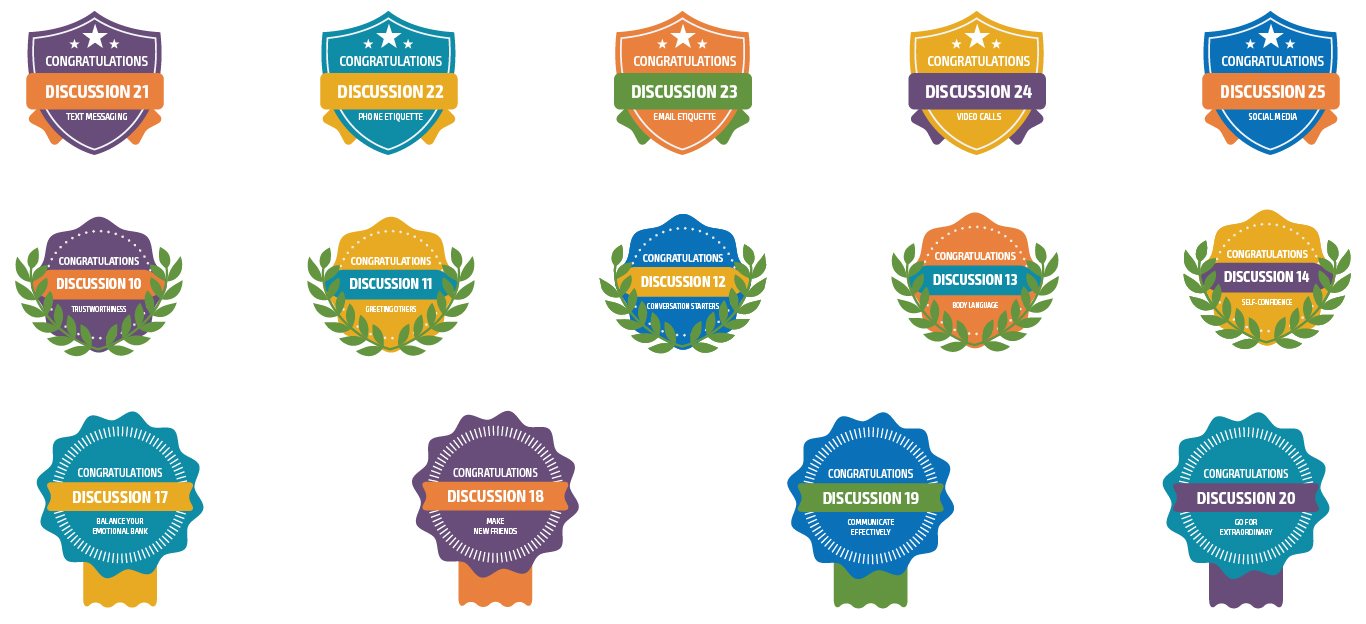 CONGRATULATIONS
DISCUSSION 21
TEXT MESSAGING
CONGRATULATIONS
DISCUSSION 22
PHONE ETIQUETTE
CONGRATULATIONS
DISCUSSION 23
EMAIL ETIQUETTE
CONGRATULATIONS
DISCUSSION 24
VIDEO CALLS
CONGRATULATIONS
DISCUSSION 25
SOCIAL MEDIA
CONGRATULATIONS
DISCUSSION 10
TRUSTWORTHINESS
CONGRATULATIONS
DISCUSSION 11
GREETING OTHERS
CONGRATULATIONS
DISCUSSION 12
CONVERSATION STARTERS
CONGRATULATIONS
DISCUSSION 13
BODY LANGUAGE
CONGRATULATIONS
DISCUSSION 14
SELF-CONFIDENCE
CONGRATULATIONS
DISCUSSION 17
BALANCE YOUR
EMOTIONAL BANK
CONGRATULATIONS
DISCUSSION 18
MAKE
NEW FRIENDS
CONGRATULATIONS
DISCUSSION 19
COMMUNICATE
EFFECTIVELY
CONGRATULATIONS
DISCUSSION 20
GO FOR
EXTRAORDINARY